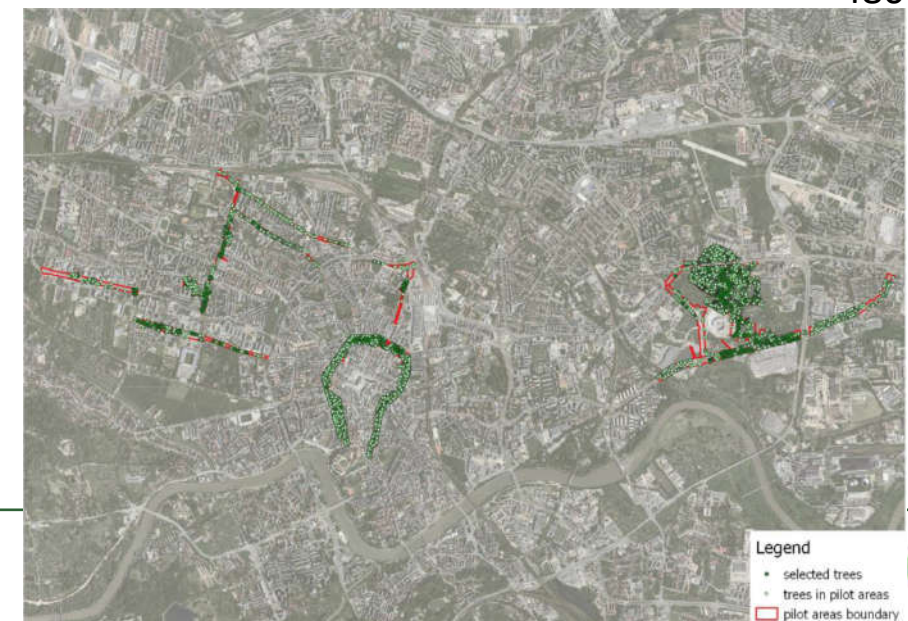 Legend
selected trees
trees in pilot areas
pilot areas boundary